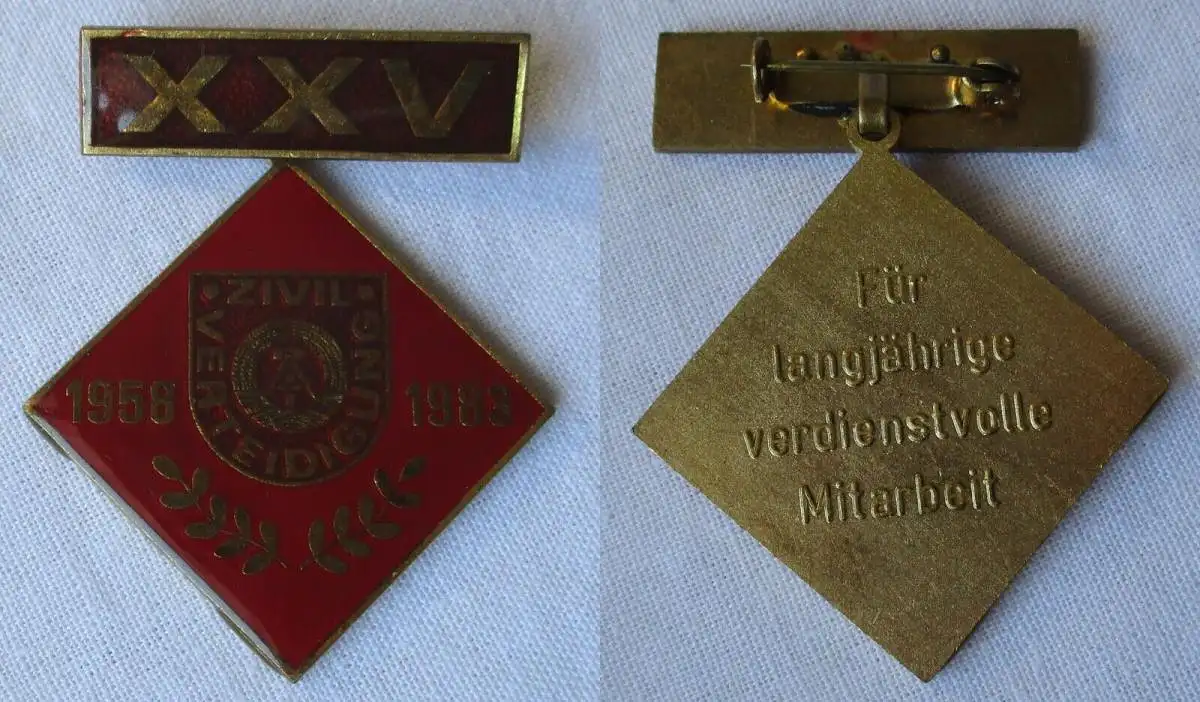 XXV
ZIVIL-
VERTEIDIGUNG
1958 1983
Für
langjährige
verdienstvolle
Mitarbeit